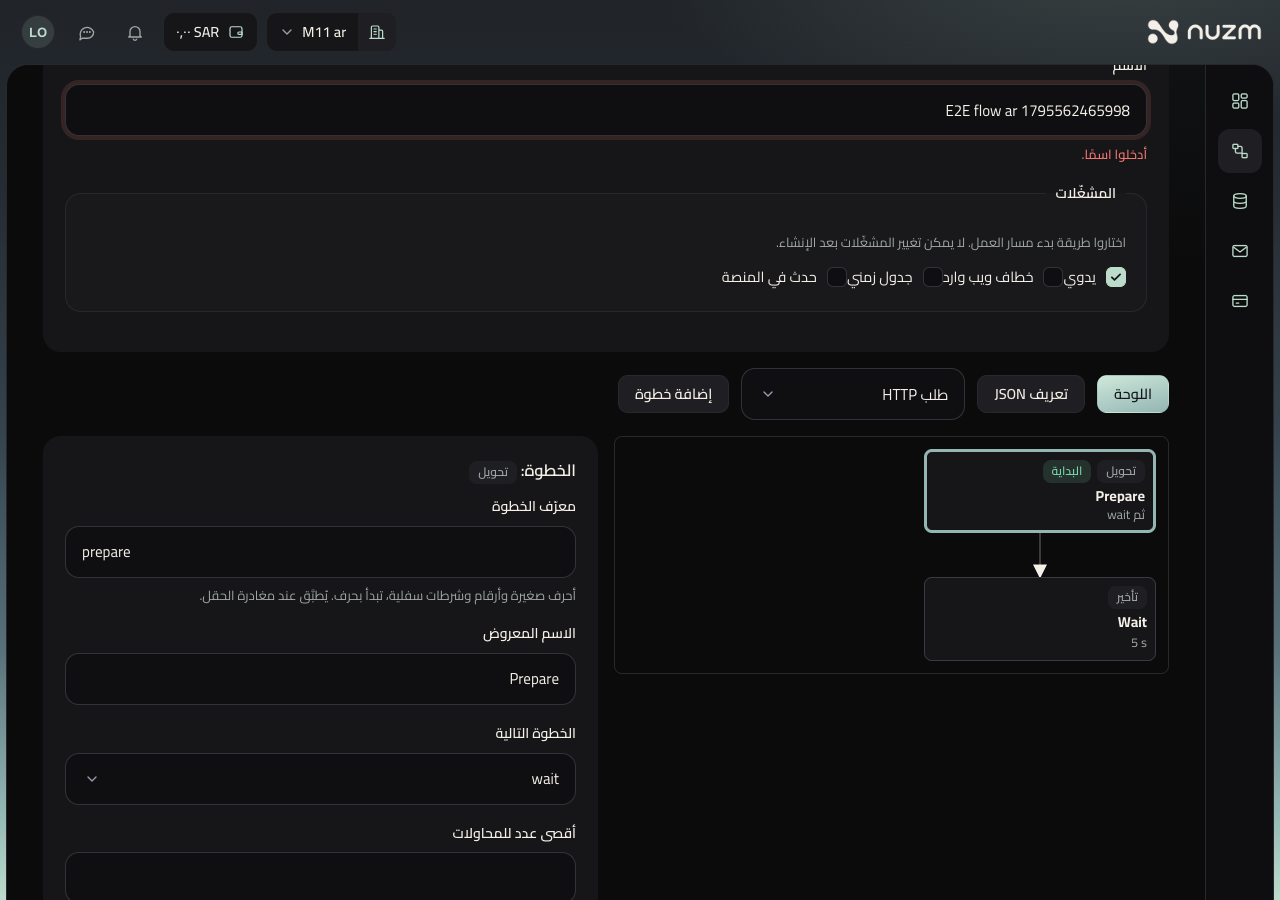 nuzm
M11 ar
٠٫٠٠ SAR
LO
الاسم
E2E flow ar 1795562465998
أدخلوا اسمًا.
المشغّلات
اختاروا طريقة بدء مسار العمل. لا يمكن تغيير المشغّلات بعد الإنشاء.
يدوي
خطاف ويب وارد
جدول زمني
حدث في المنصة
اللوحة
تعريف JSON
طلب HTTP
إضافة خطوة
تحويل
البداية
Prepare
ثم wait
تأخير
Wait
5 s
الخطوة: تحويل
معرّف الخطوة
prepare
أحرف صغيرة وأرقام وشرطات سفلية، تبدأ بحرف. يُطبَّق عند مغادرة الحقل.
الاسم المعروض
Prepare
الخطوة التالية
wait
أقصى عدد للمحاولات